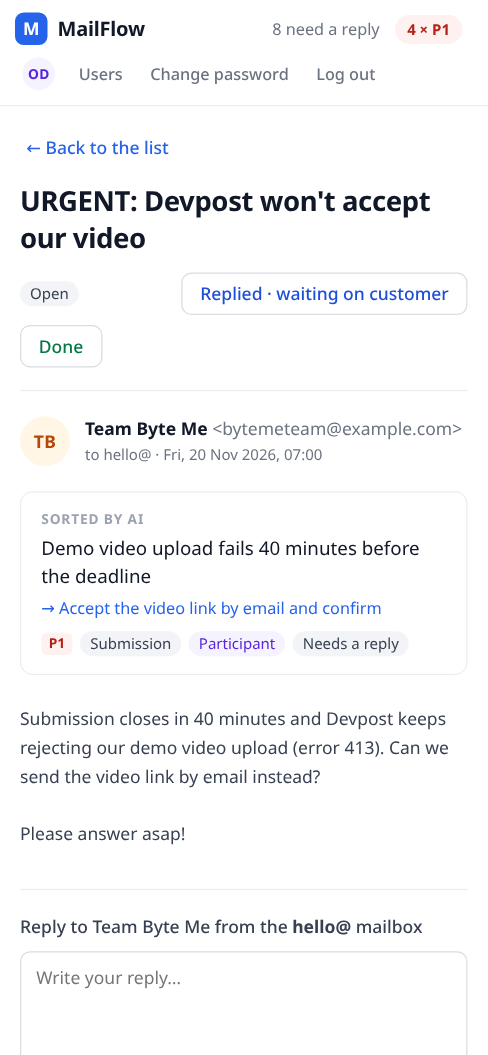 M MailFlow 8 need a reply 4 × P1
OD Users Change password Log out
← Back to the list
URGENT: Devpost won't accept
our video
Open Replied · waiting on customer
Done
TB Team Byte Me <bytemeteam@example.com>
to hello@ · Fri, 20 Nov 2026, 07:00
SORTED BY AI
Demo video upload fails 40 minutes before
the deadline
→ Accept the video link by email and confirm
P1 Submission Participant Needs a reply
Submission closes in 40 minutes and Devpost keeps
rejecting our demo video upload (error 413). Can we
send the video link by email instead?
Please answer asap!
Reply to Team Byte Me from the hello@ mailbox
Write your reply...